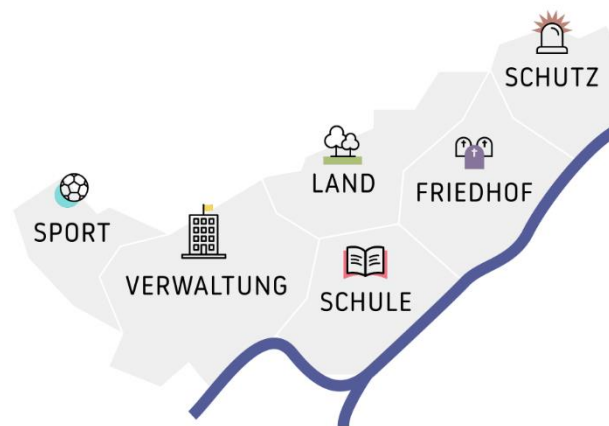 SCHUTZ
LAND
FRIEDHOF
SPORT
VERWALTUNG
SCHULE